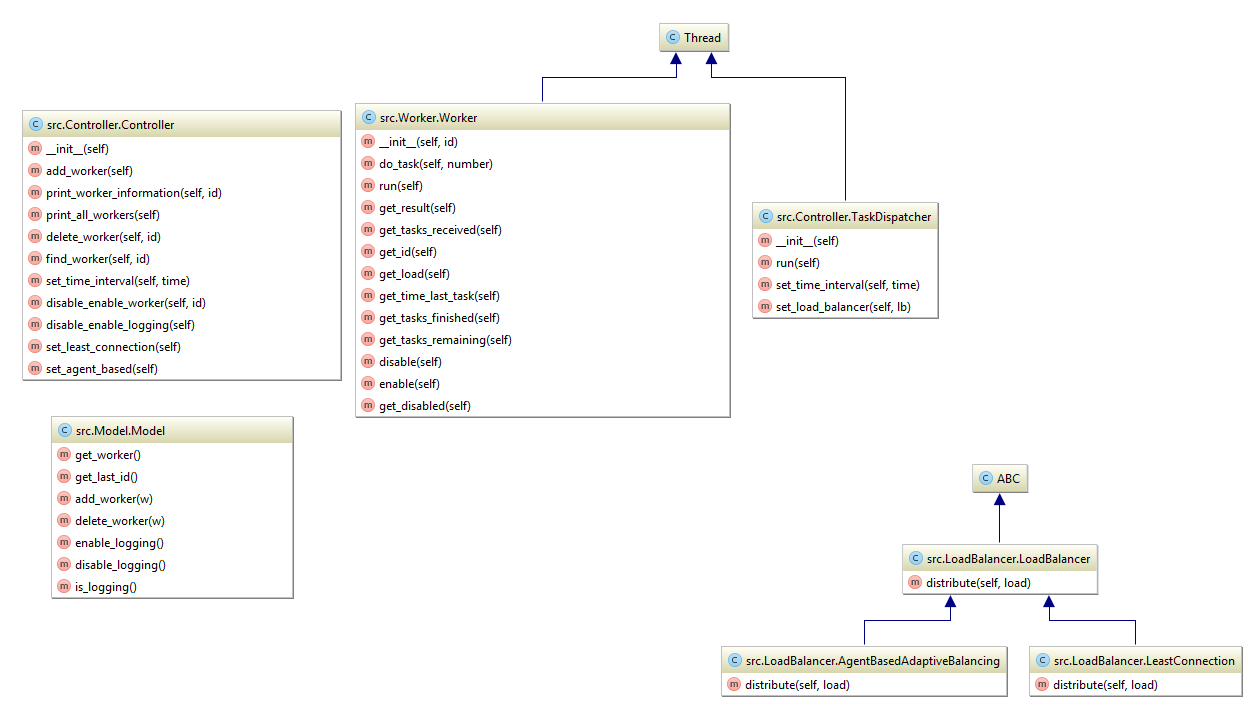 Thread
src.Controller.Controller
__init__(self)
add_worker(self)
print_worker_information(self, id)
print_all_workers(self)
delete_worker(self, id)
find_worker(self, id)
set_time_interval(self, time)
disable_enable_worker(self, id)
disable_enable_logging(self)
set_least_connection(self)
set_agent_based(self)
src.Worker.Worker
__init__(self, id)
do_task(self, number)
run(self)
get_result(self)
get_tasks_received(self)
get_id(self)
get_load(self)
get_time_last_task(self)
get_tasks_finished(self)
get_tasks_remaining(self)
disable(self)
enable(self)
get_disabled(self)
src.Controller.TaskDispatcher
__init__(self)
run(self)
set_time_interval(self, time)
set_load_balancer(self, lb)
src.Model.Model
get_worker()
get_last_id()
add_worker(w)
delete_worker(w)
enable_logging()
disable_logging()
is_logging()
ABC
src.LoadBalancer.LoadBalancer
distribute(self, load)
src.LoadBalancer.AgentBasedAdaptiveBalancing
distribute(self, load)
src.LoadBalancer.LeastConnection
distribute(self, load)